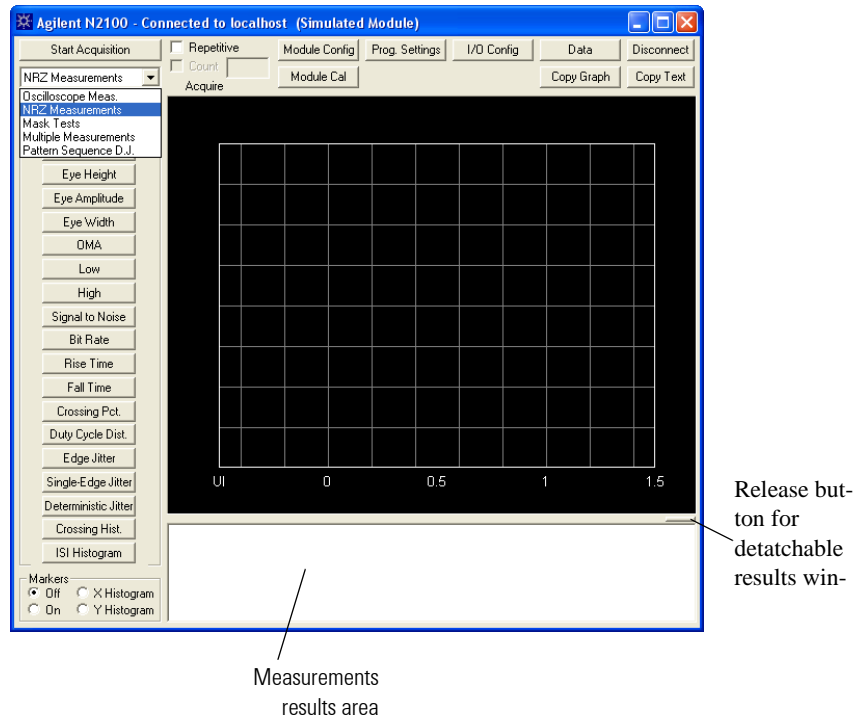 Agilent N2100 - Connected to localhost (Simulated Module)
Start Acquisition
Repetitive
Module Config
Prog. Settings
I/O Config
Data
Disconnect
NRZ Measurements
Count
Acquire
Module Cal
Copy Graph
Copy Text
Oscilloscope Meas.
NRZ Measurements
Mask Tests
Multiple Measurements
Pattern Sequence D.J.
Eye Height
Eye Amplitude
Eye Width
OMA
Low
High
Signal to Noise
Bit Rate
Rise Time
Fall Time
Crossing Pct.
Duty Cycle Dist.
Edge Jitter
Single-Edge Jitter
Deterministic Jitter
Crossing Hist.
ISI Histogram
UI 0 0.5 1 1.5
Markers
Off X Histogram
On Y Histogram
Release but-
ton for
detatchable
results win-
Measurements
results area